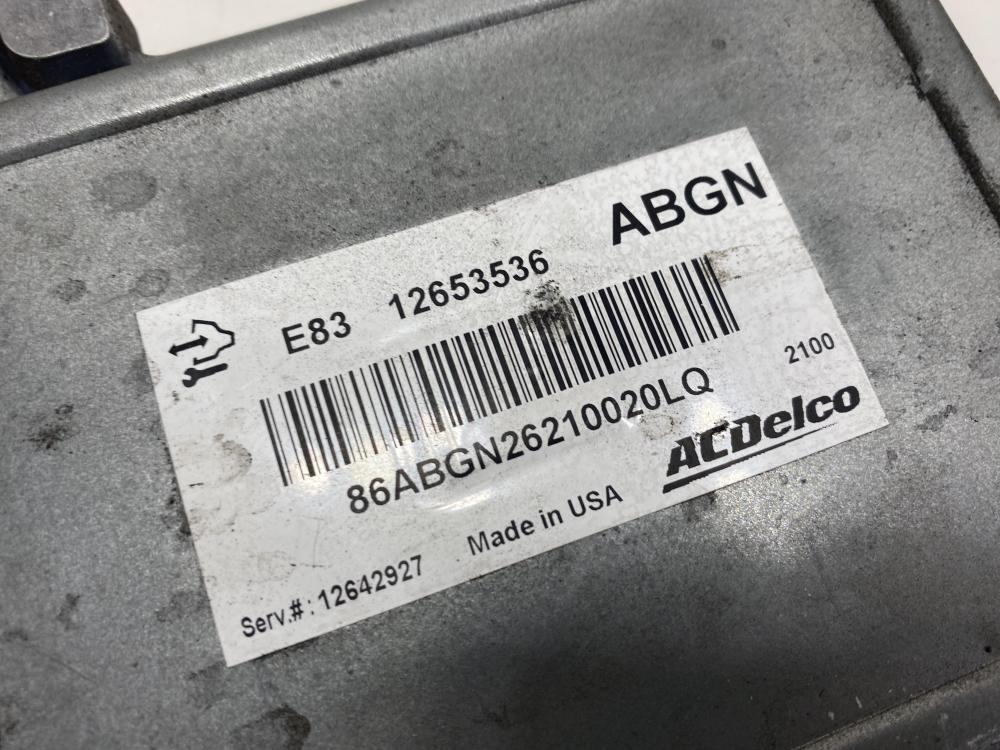 ABGN
E83 12653536
86ABGN26210020LQ
2100
ACDelco
Made in USA
Serv.#: 12642927